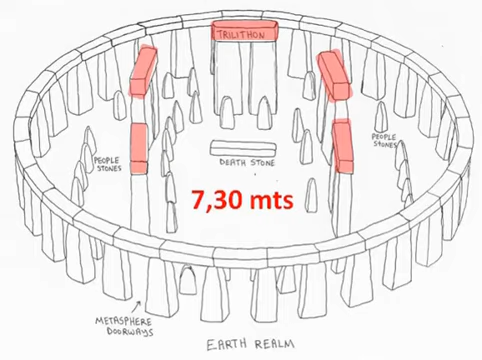 TRILITHON
PEOPLE
STONES
PEOPLE
STONES
DEATH STONE
7,30 mts
METASPHERE
DOORWAYS
EARTH REALM